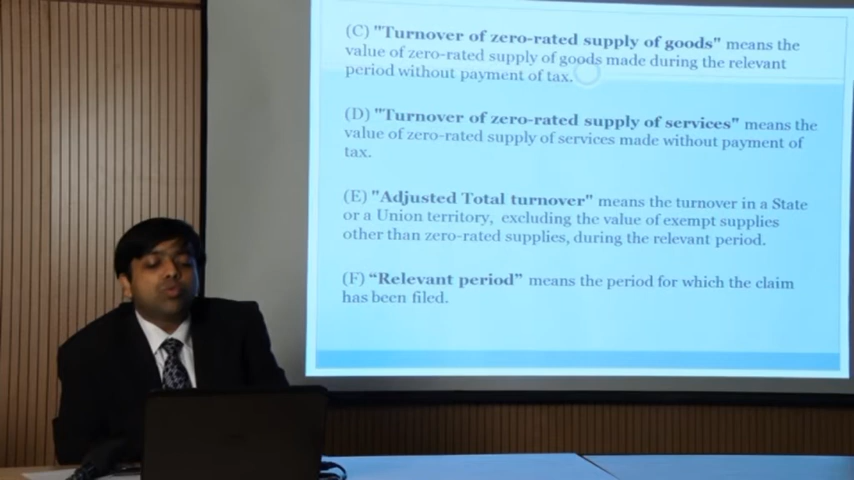 (C) "Turnover of zero-rated supply of goods" means the
value of zero-rated supply of goods made during the relevant
period without payment of tax.
(D) "Turnover of zero-rated supply of services" means the
value of zero-rated supply of services made without payment of
tax.
(E) "Adjusted Total turnover" means the turnover in a State
or a Union territory, excluding the value of exempt supplies
other than zero-rated supplies, during the relevant period.
(F) “Relevant period” means the period for which the claim
has been filed.